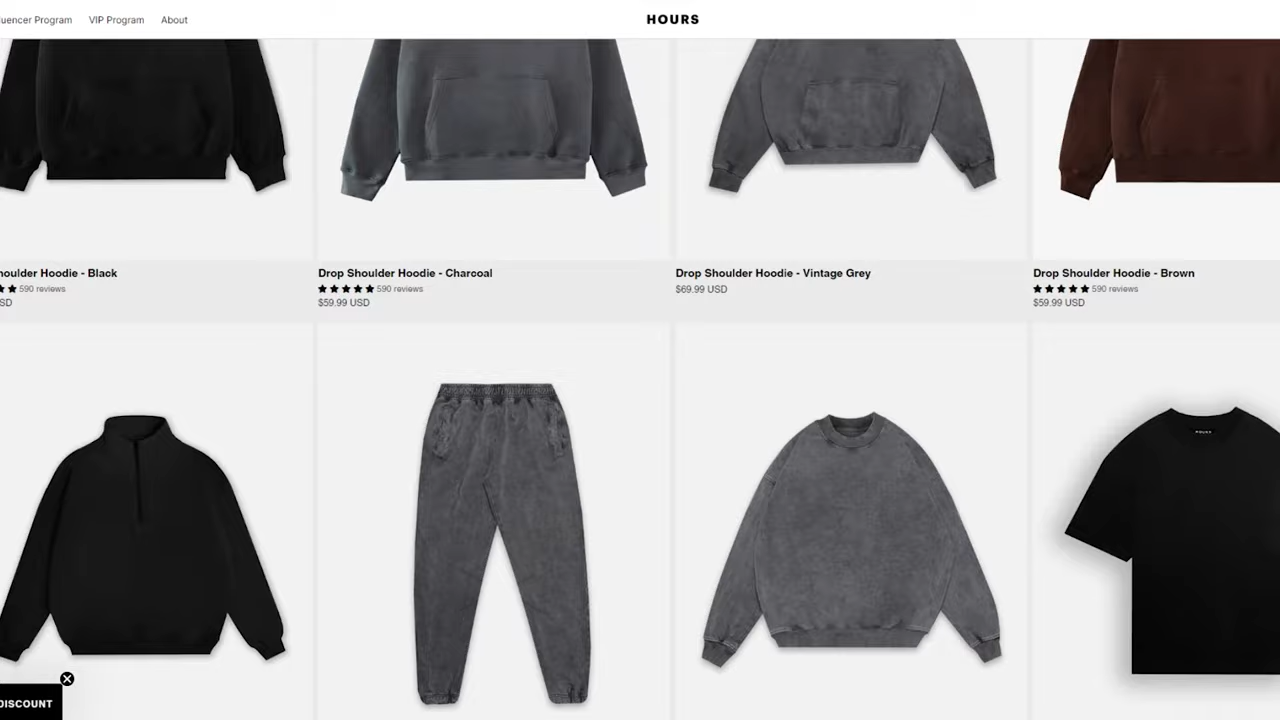 luencer Program VIP Program About HOURS
houlder Hoodie - Black
590 reviews
SD
Drop Shoulder Hoodie - Charcoal
590 reviews
$59.99 USD
Drop Shoulder Hoodie - Vintage Grey
$69.99 USD
Drop Shoulder Hoodie - Brown
590 reviews
$59.99 USD
HOURS
DISCOUNT